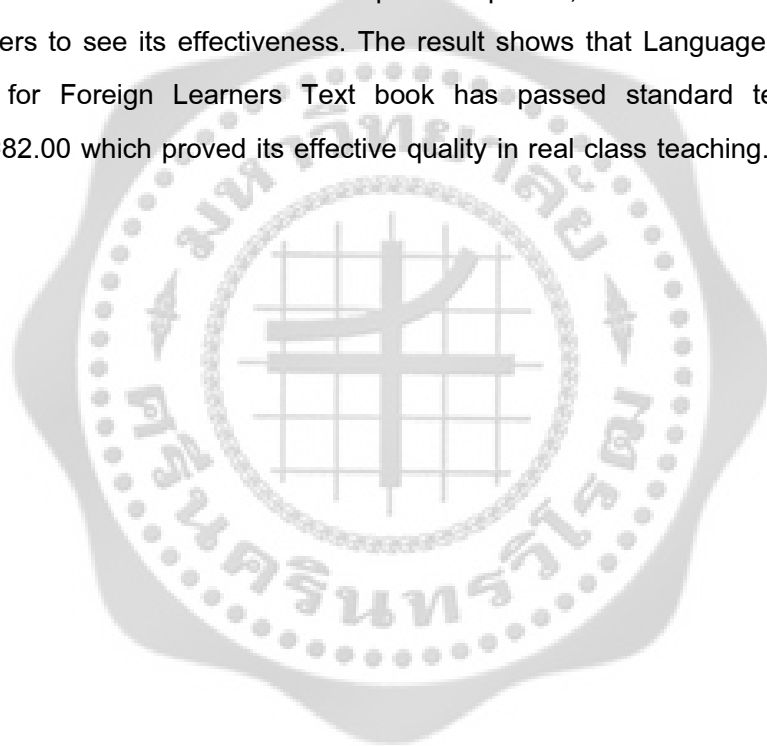 ers to see its effectiveness. The result shows that Language
for Foreign Learners Text book has passed standard te
82.00 which proved its effective quality in real class teaching.
มหาวิทยาลัย
ศรีนครินทรวิโรฒ